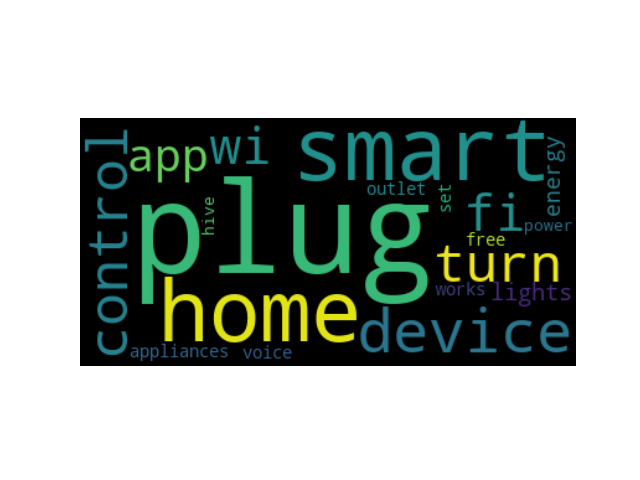 control
app
wi
smart
energy
outlet
set
hive
plug
fi
power
free
turn
home
works
lights
device
appliances
voice